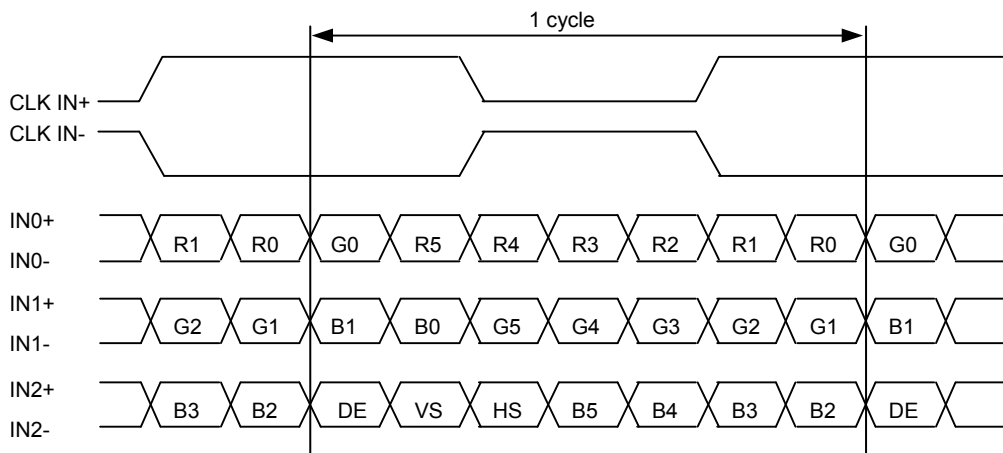 1 cycle
CLK IN+
CLK IN-
IN0+
R1 R0 G0 R5 R4 R3 R2 R1 R0 G0
IN0-
IN1+
G2 G1 B1 B0 G5 G4 G3 G2 G1 B1
IN1-
IN2+
B3 B2 DE VS HS B5 B4 B3 B2 DE
IN2-